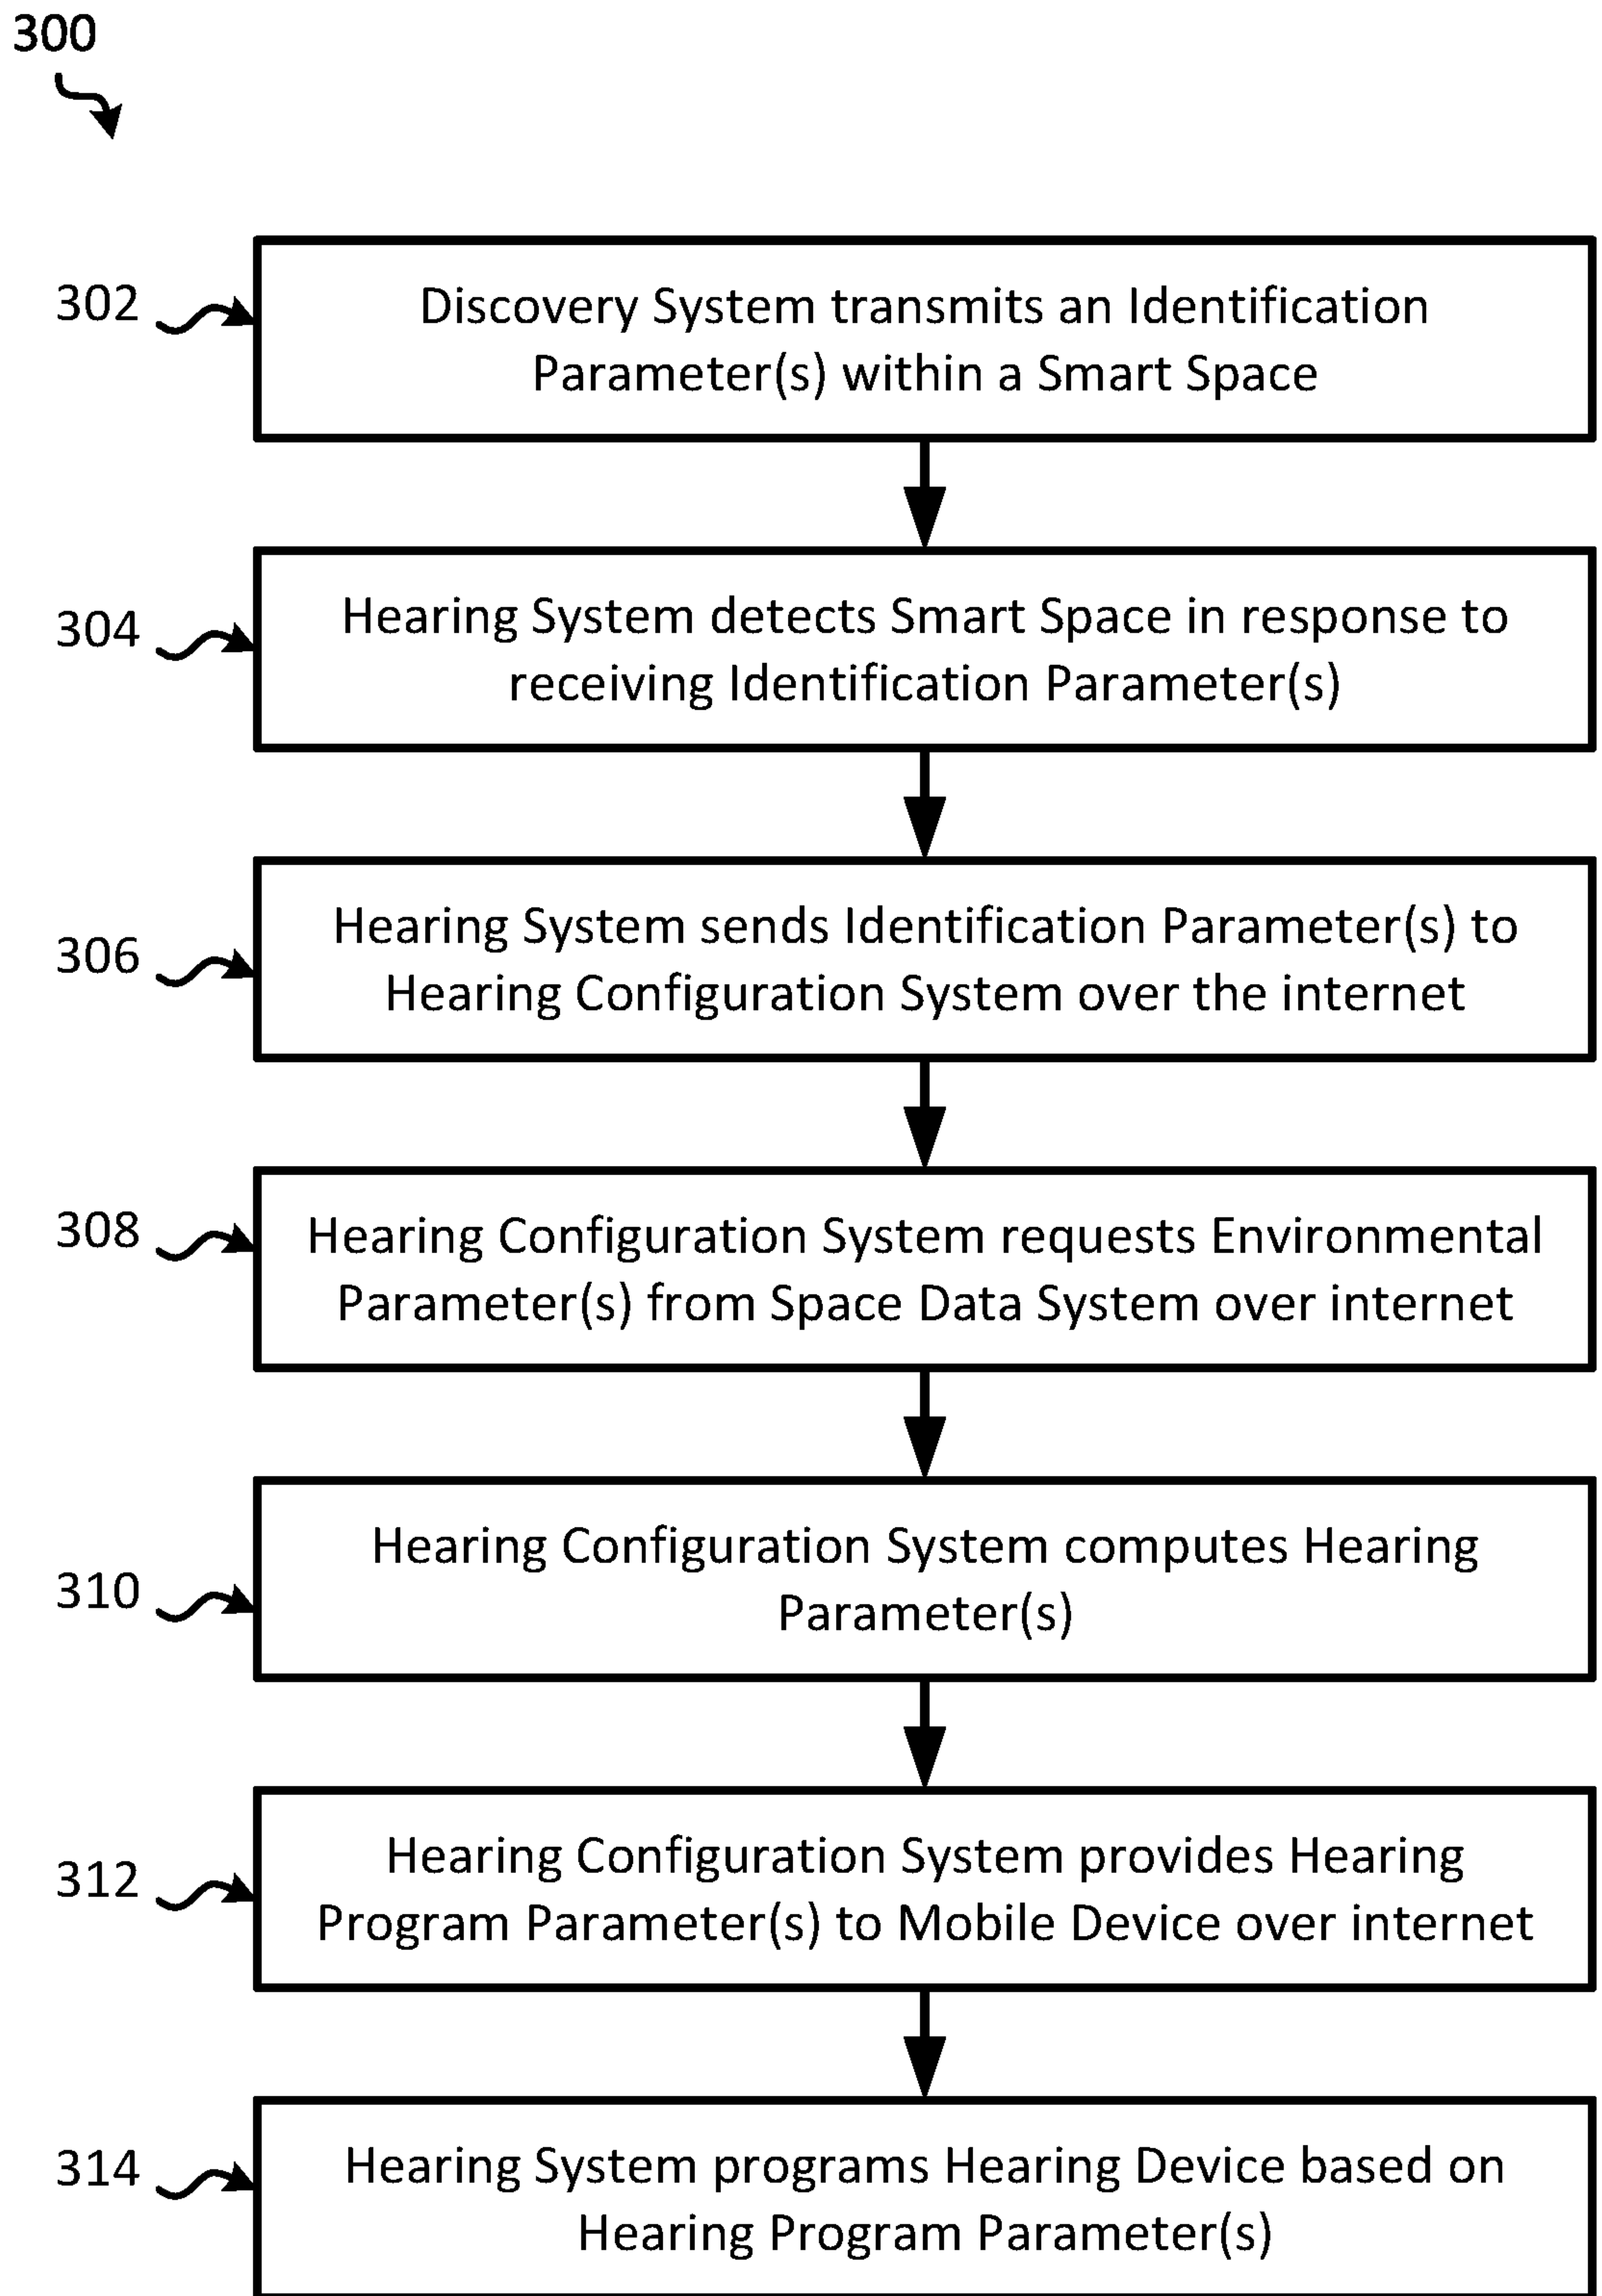 300
302
Discovery System transmits an Identification
Parameter(s) within a Smart Space
304
Hearing System detects Smart Space in response to
receiving Identification Parameter(s)
306
Hearing System sends Identification Parameter(s) to
Hearing Configuration System over the internet
308
Hearing Configuration System requests Environmental
Parameter(s) from Space Data System over internet
310
Hearing Configuration System computes Hearing
Parameter(s)
312
Hearing Configuration System provides Hearing
Program Parameter(s) to Mobile Device over internet
314
Hearing System programs Hearing Device based on
Hearing Program Parameter(s)